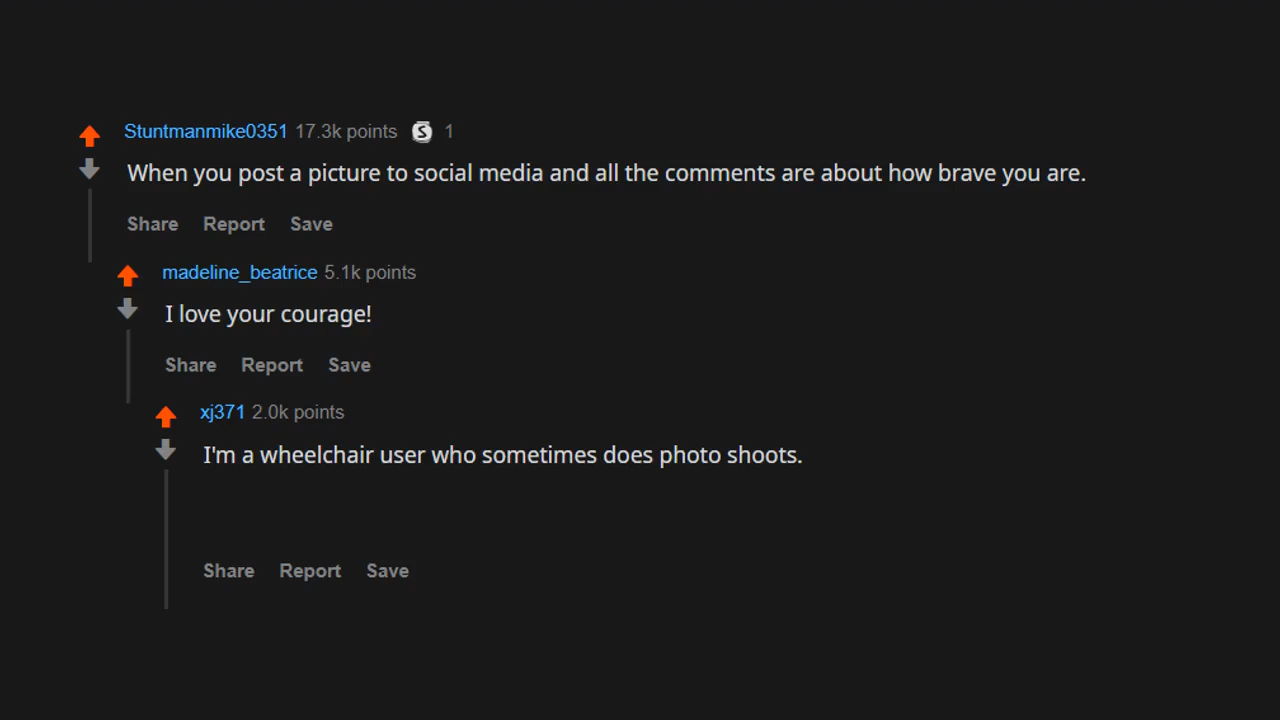 Stuntmanmike0351 17.3k points S 1
When you post a picture to social media and all the comments are about how brave you are.
Share Report Save
madeline_beatrice 5.1k points
I love your courage!
Share Report Save
xj371 2.0k points
I'm a wheelchair user who sometimes does photo shoots.
Share Report Save